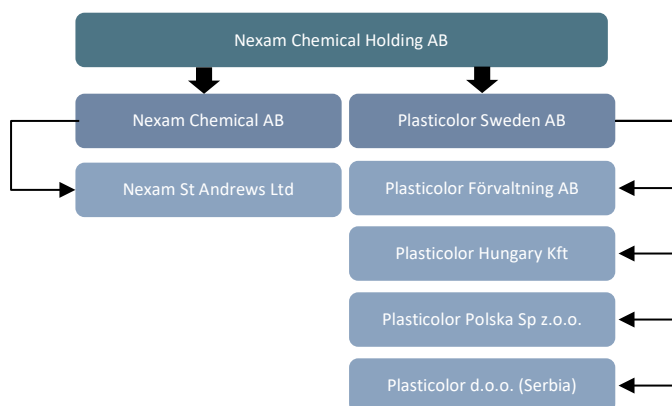 Nexam Chemical Holding AB
Nexam Chemical AB
Plasticolor Sweden AB
Nexam St Andrews Ltd
Plasticolor Förvaltning AB
Plasticolor Hungary Kft
Plasticolor Polska Sp z.o.o.
Plasticolor d.o.o. (Serbia)